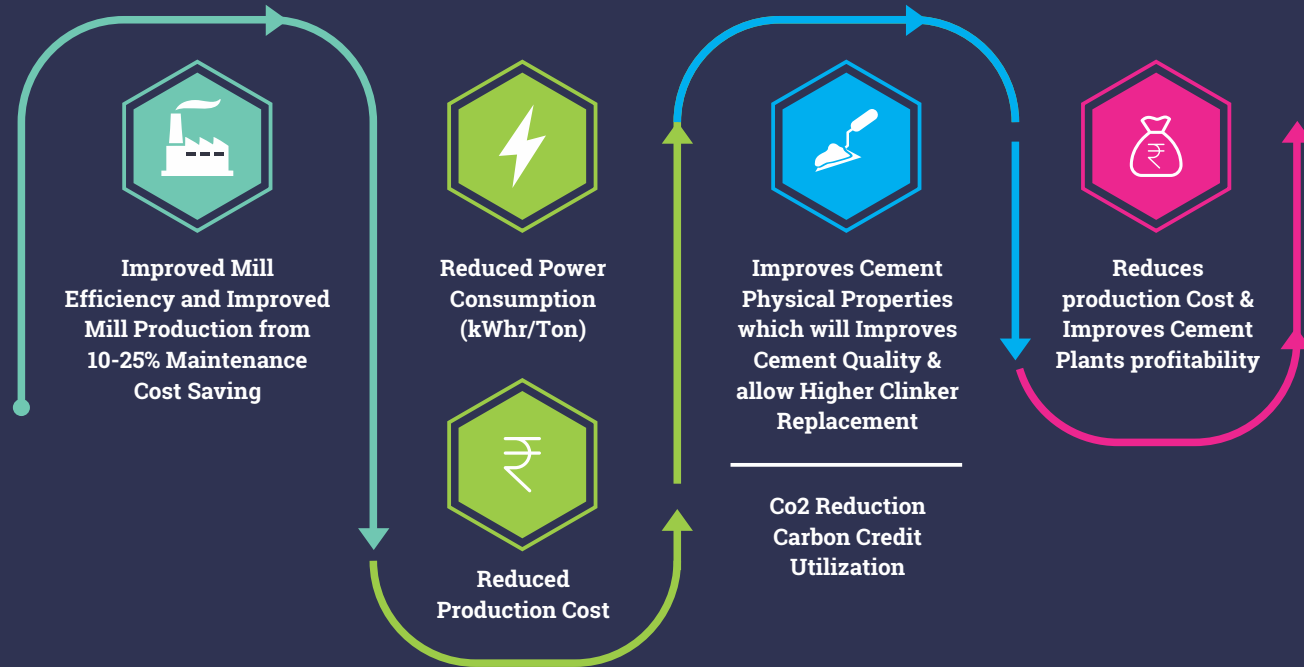 Improved Mill
Efficiency and Improved
Mill Production from
10-25% Maintenance
Cost Saving
Reduced Power
Consumption
(kWhr/Ton)
₹
Reduced
Production Cost
Improves Cement
Physical Properties
which will Improves
Cement Quality &
allow Higher Clinker
Replacement
Co2 Reduction
Carbon Credit
Utilization
₹
Reduces
production Cost &
Improves Cement
Plants profitability